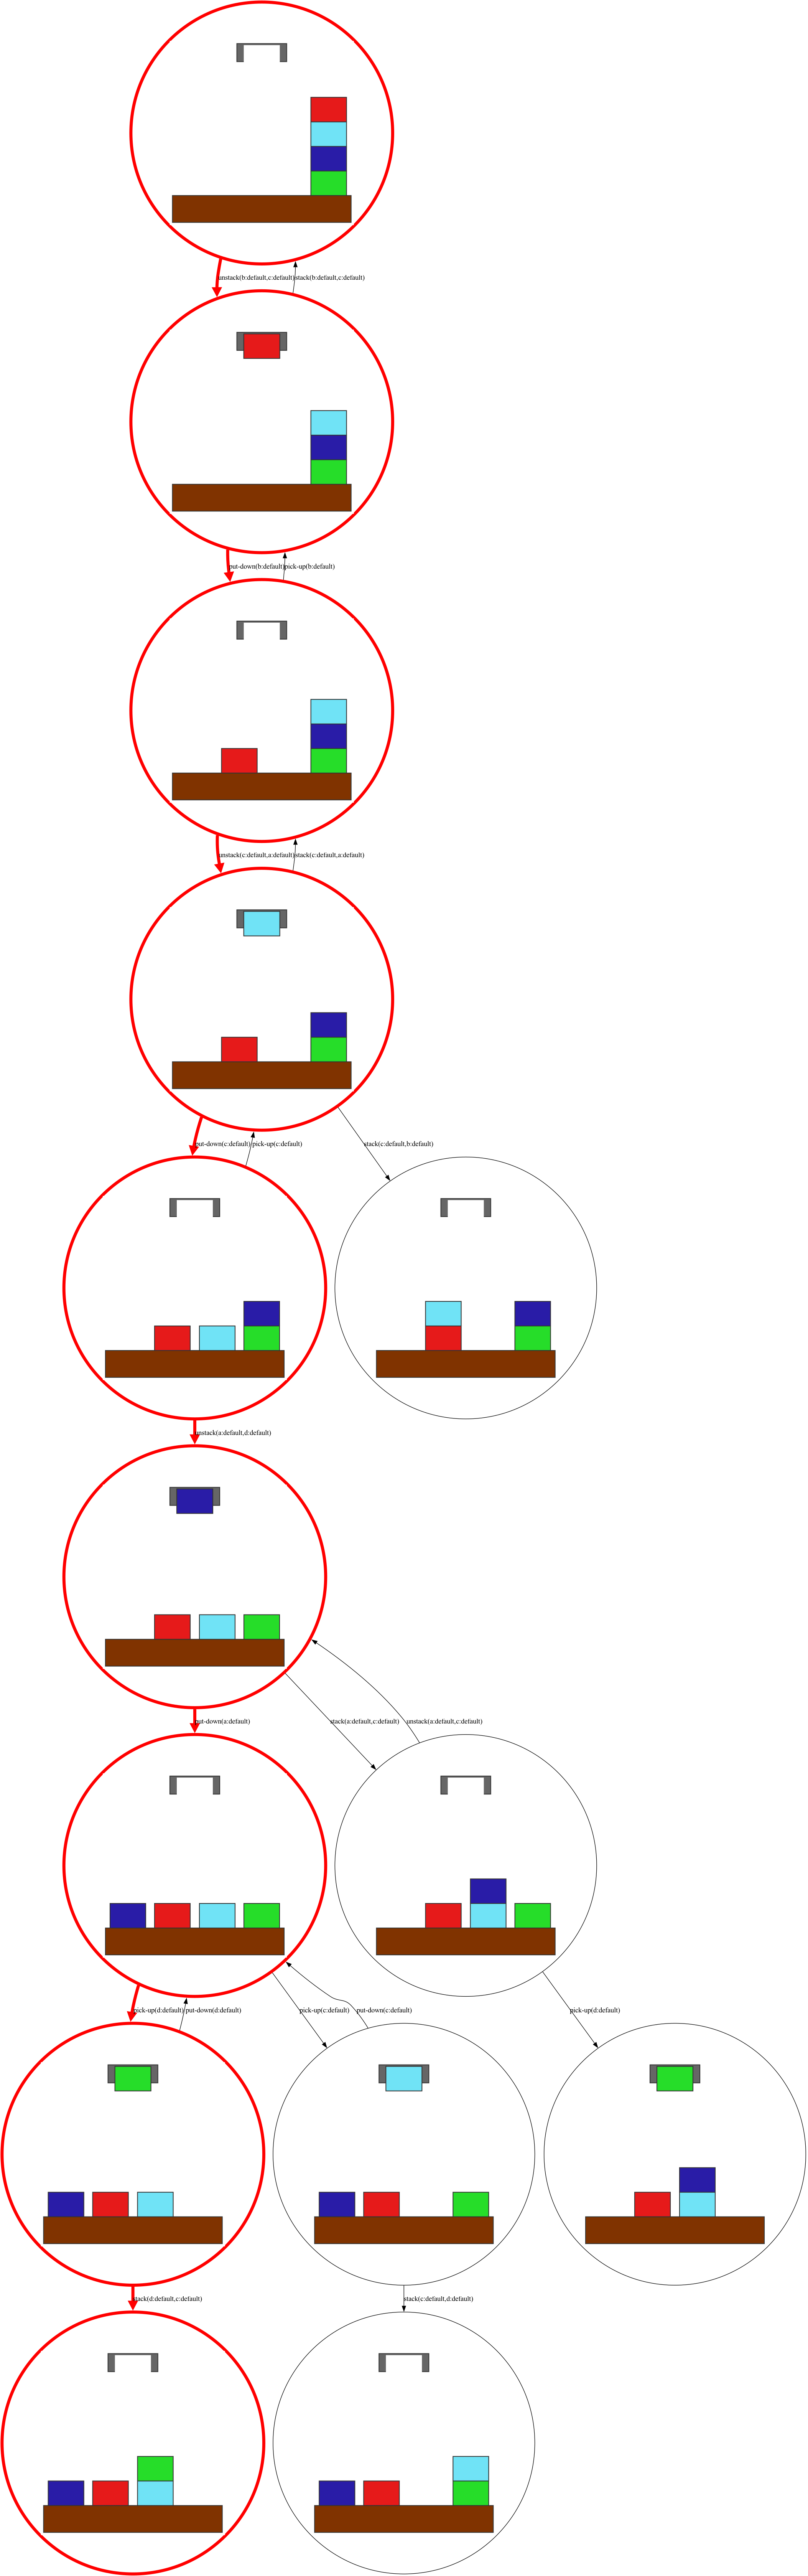 unstack(b:default,c:default)
stack(b:default,c:default)
put-down(b:default)
pick-up(b:default)
unstack(c:default,a:default)
stack(c:default,a:default)
put-down(c:default)
pick-up(c:default)
stack(c:default,b:default)
unstack(a:default,d:default)
put-down(a:default)
stack(a:default,c:default)
unstack(a:default,c:default)
pick-up(d:default)
put-down(d:default)
pick-up(c:default)
put-down(c:default)
pick-up(d:default)
stack(d:default,c:default)
stack(c:default,d:default)